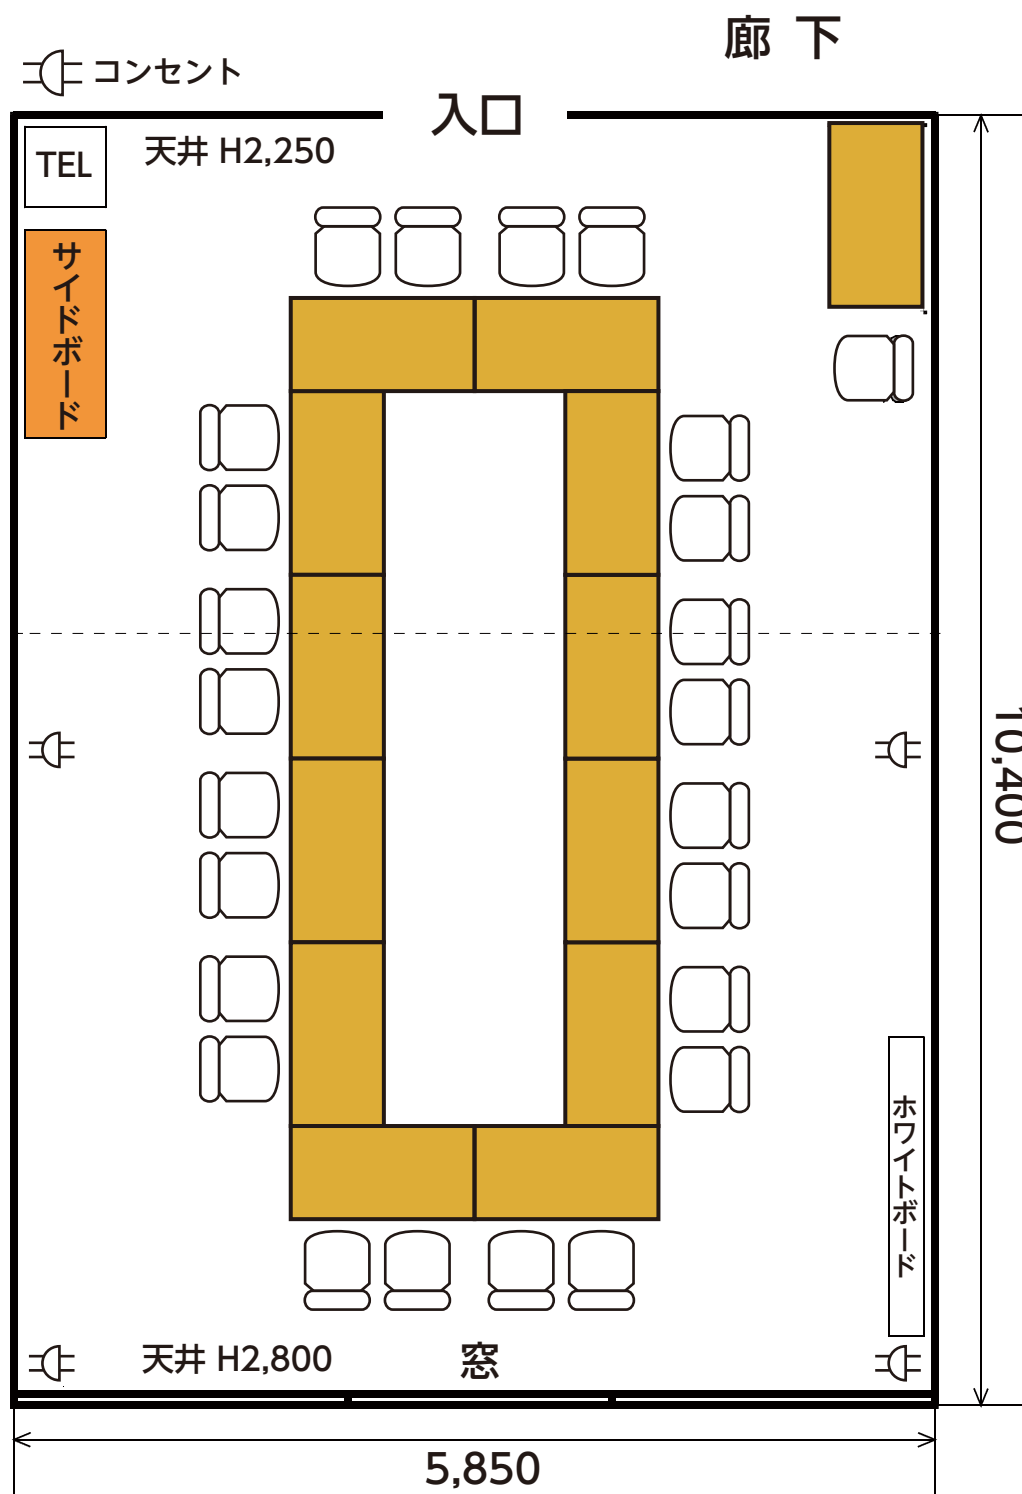 廊下
コンセント
入口
TEL
天井 H2,250
サイドボード
10,400
ホワイトボード
天井 H2,800
窓
5,850